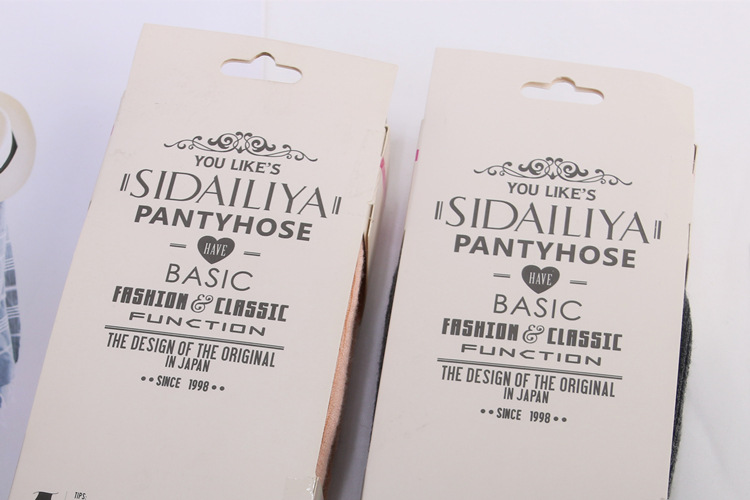 YOU LIKE'S
SIDAILIYA
PANTYHOSE
HAVE
BASIC
FASHION & CLASSIC
FUNCTION
THE DESIGN OF THE ORIGINAL
IN JAPAN
SINCE 1998
TIPS:
YOU LIKE'S
SIDAILIYA
PANTYHOSE
HAVE
BASIC
FASHION & CLASSIC
FUNCTION
THE DESIGN OF THE ORIGINAL
IN JAPAN
SINCE 1998